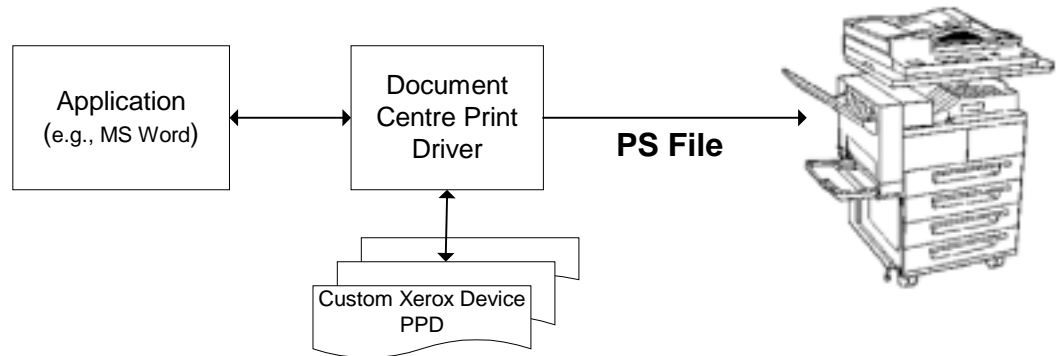 Application
(e.g., MS Word)
Document
Centre Print
Driver
PS File
Custom Xerox Device
PPD